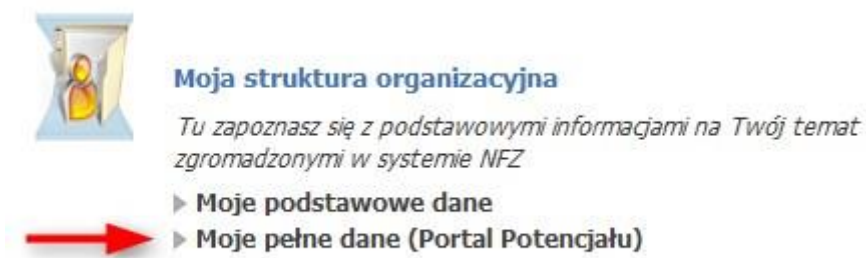 Moja struktura organizacyjna
Tu zapoznasz się z podstawowymi informacjami na Twój temat
zgromadzonymi w systemie NFZ
Moje podstawowe dane
Moje pełne dane (Portal Potencjału)